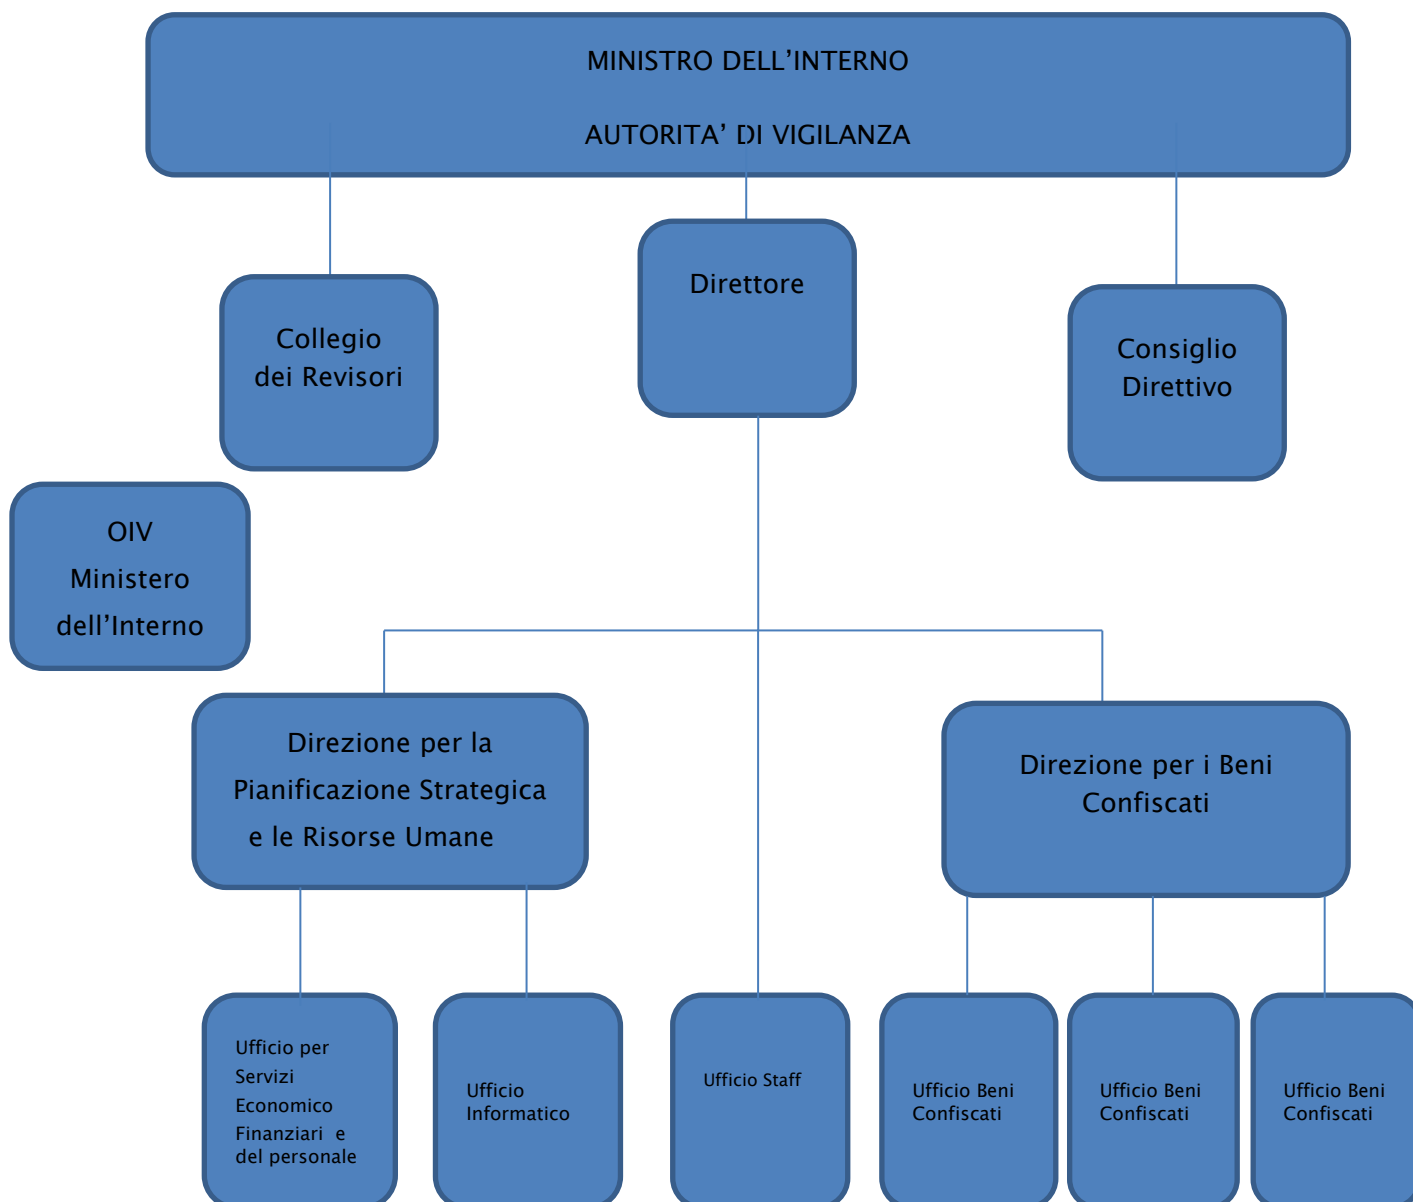 MINISTRO DELL’INTERNO
AUTORITA’ DI VIGILANZA
Direttore
Collegio
dei Revisori
Consiglio
Direttivo
OIV
Ministero
dell’Interno
Direzione per la
Pianificazione Strategica
e le Risorse Umane
Direzione per i Beni
Confiscati
Ufficio per
Servizi
Economico
Finanziari e
del personale
Ufficio
Informatico
Ufficio Staff
Ufficio Beni
Confiscati
Ufficio Beni
Confiscati
Ufficio Beni
Confiscati